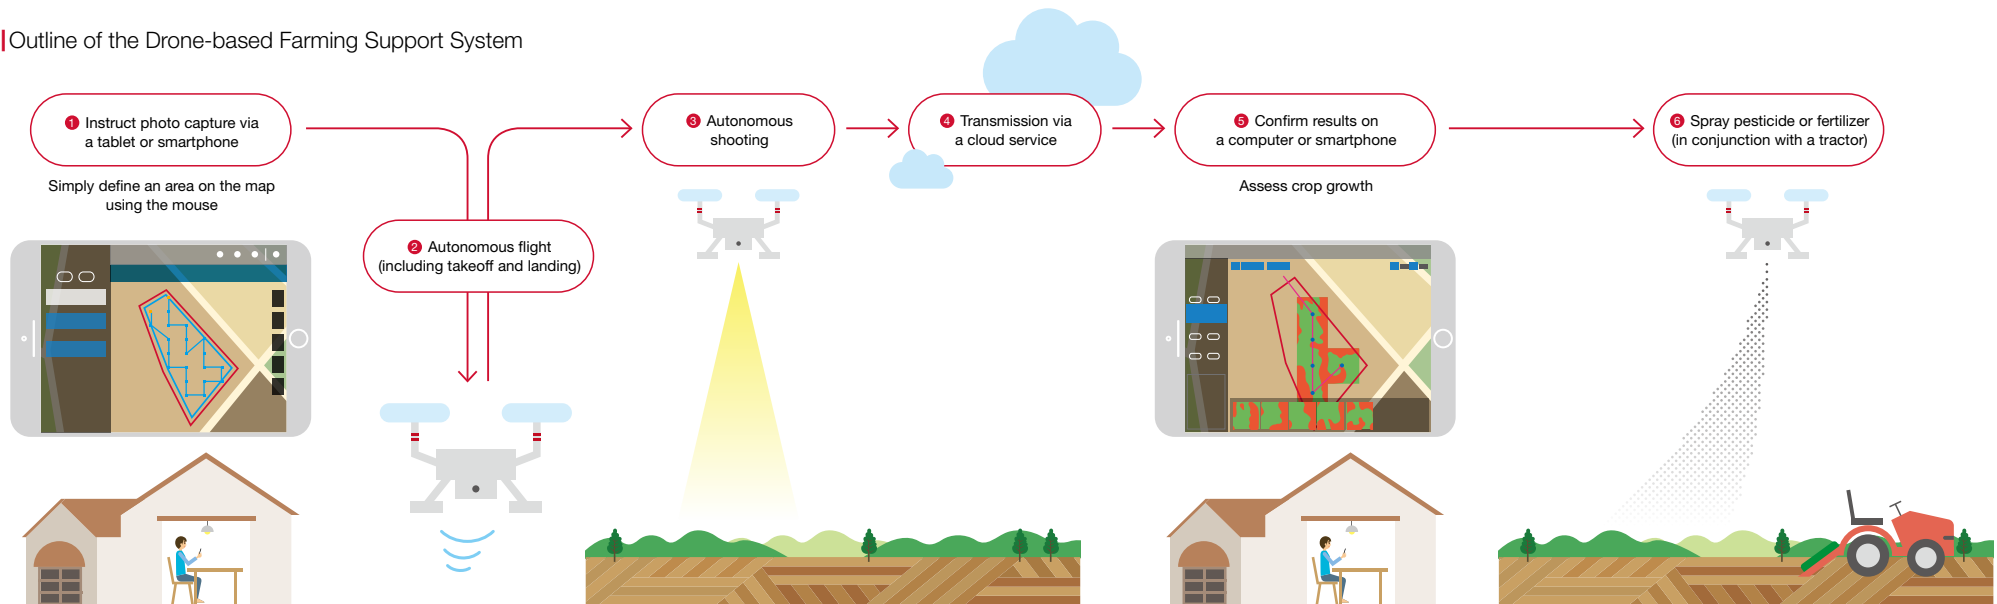 Outline of the Drone-based Farming Support System
1 Instruct photo capture via
a tablet or smartphone
Simply define an area on the map
using the mouse
2 Autonomous flight
(including takeoff and landing)
3 Autonomous
shooting
4 Transmission via
a cloud service
5 Confirm results on
a computer or smartphone
Assess crop growth
6 Spray pesticide or fertilizer
(in conjunction with a tractor)